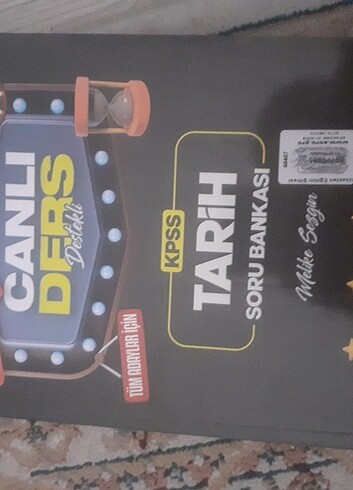 CANLI
DERS
Destekli
TÜM ADAYLAR İÇİN
KPSS
TARİH
SORU BANKASI
Melike Sezgin